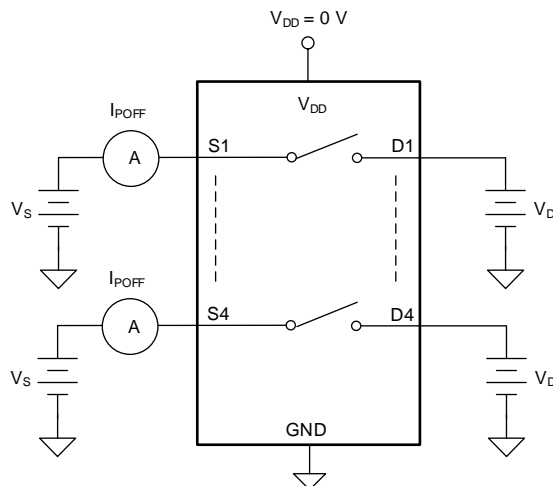 V_DD = 0 V
V_DD
I_POFF
A
S1
D1
V_S
V_D
I_POFF
A
S4
D4
V_S
V_D
GND